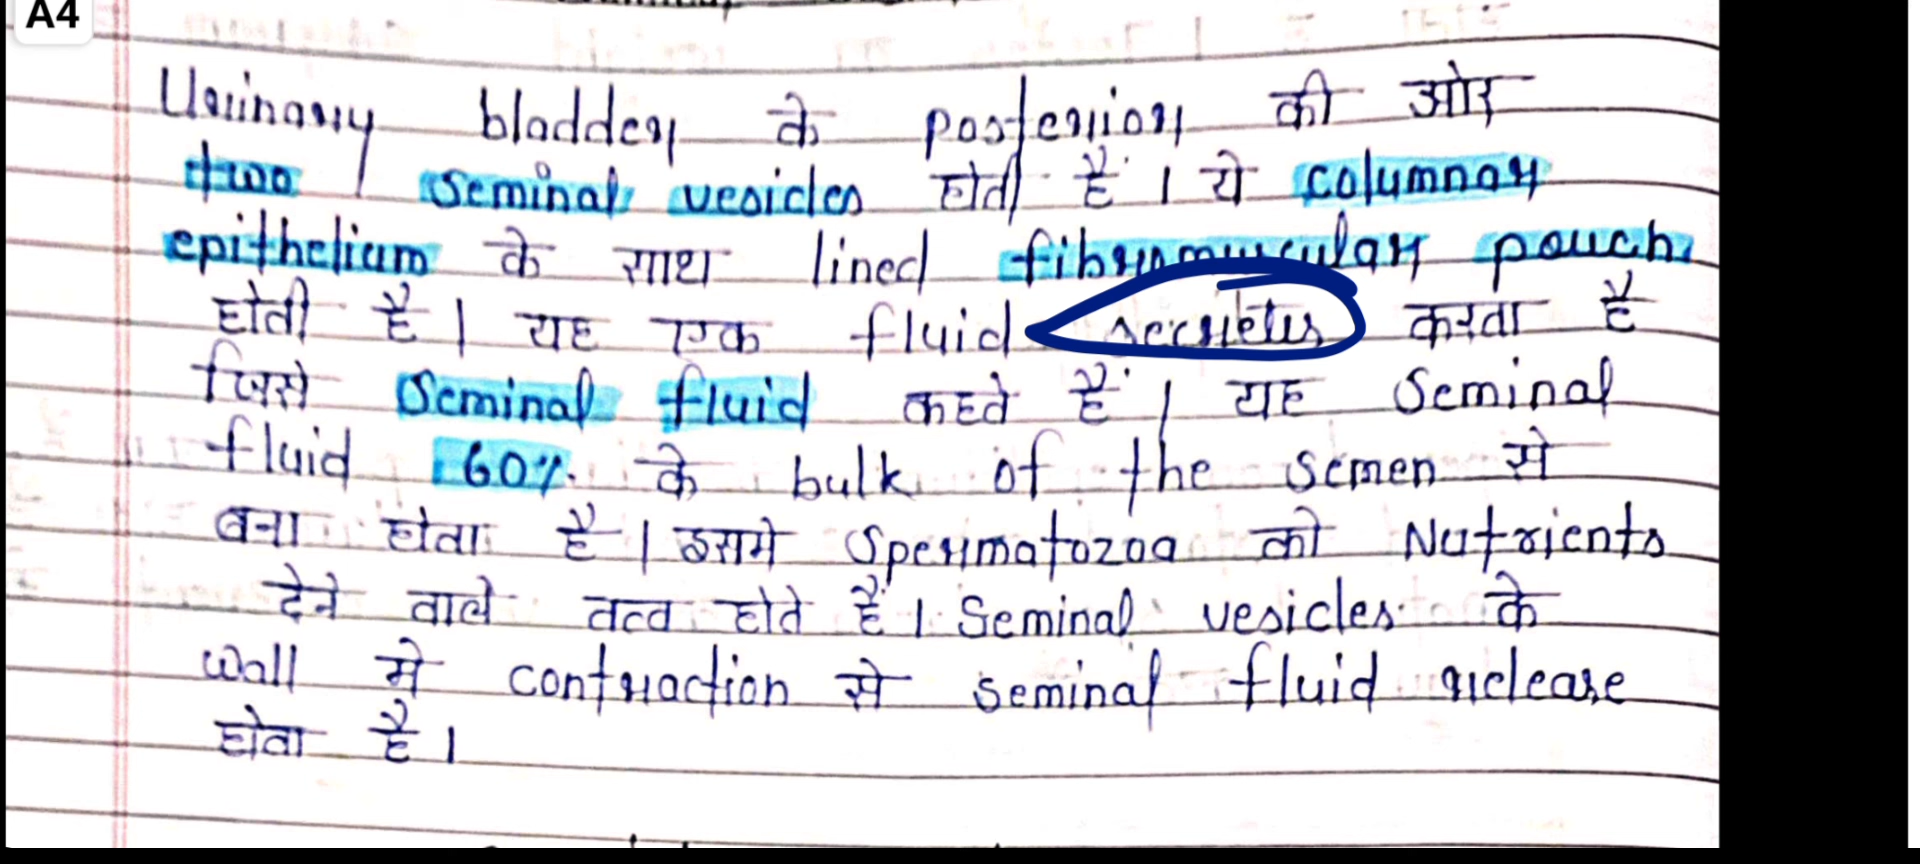 A4
Urinary bladder के posterior की ओर
two seminal vesicles होती हैं । ये columnar
epithelium के साथ lined fibromuscular pouch
होती है । यह एक fluid secrets करता है
जिसे Seminal fluid कहते हैं । यह Seminal
fluid 60% के bulk of the semen से
बना होता है । इसमे Spermatozoa को Nutrients
देने वाले तत्व होते हैं । Seminal vesicles के
wall मे contraction से seminal fluid release
होता है ।